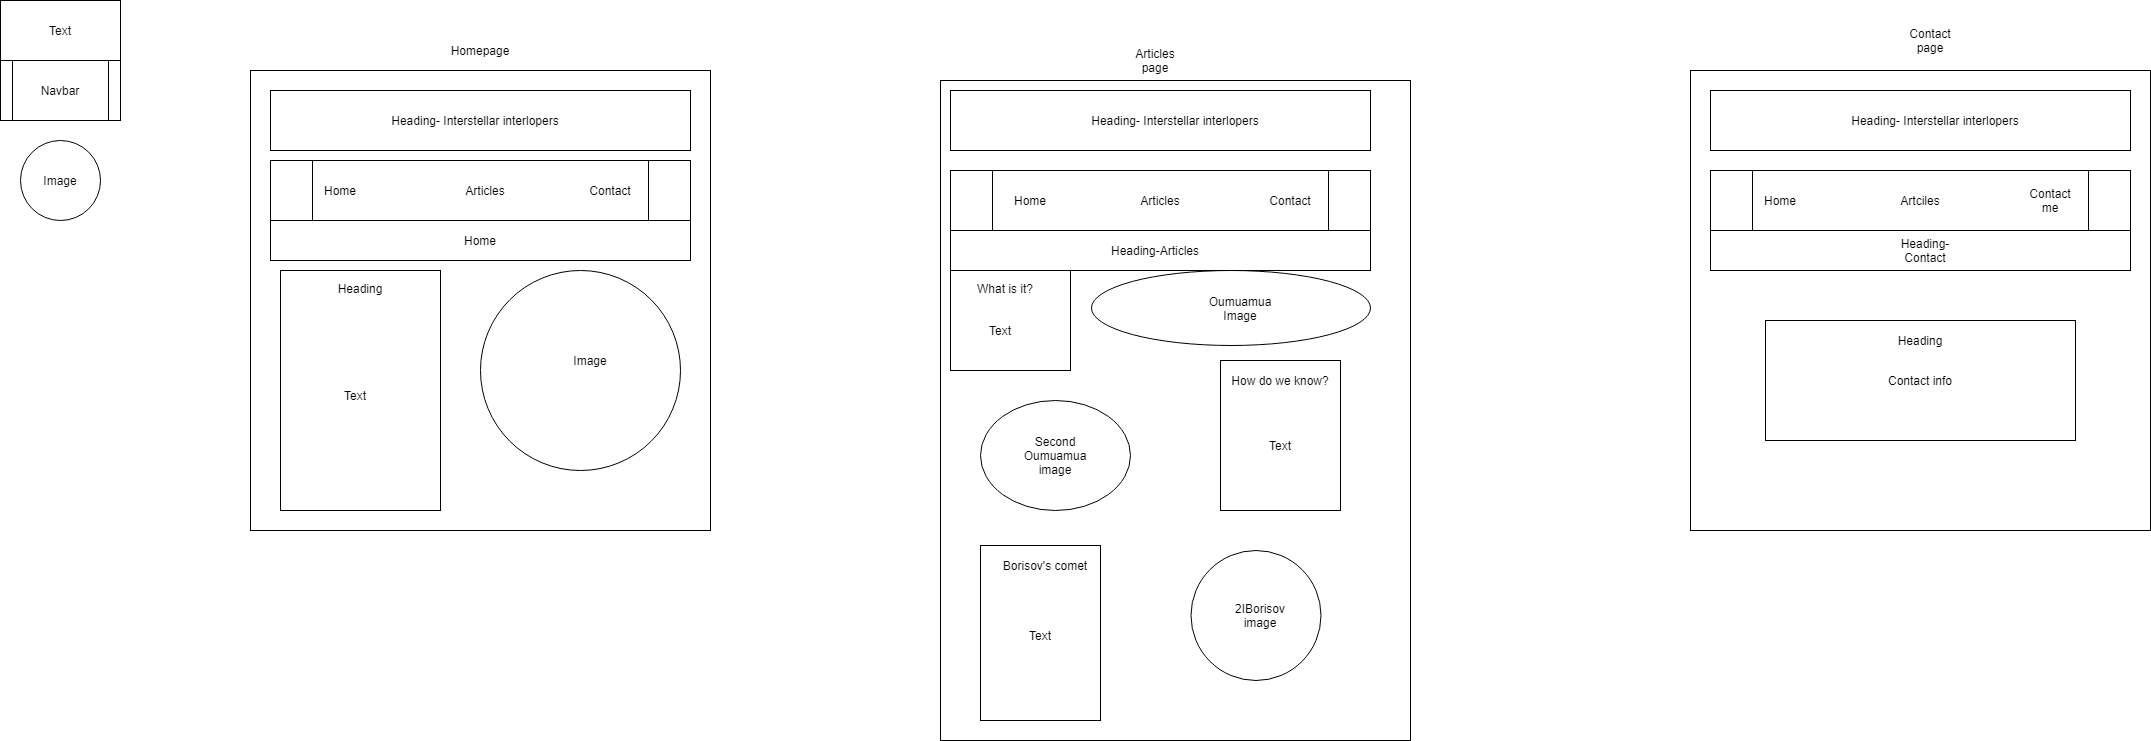 Text
Navbar
Image
Homepage
Heading- Interstellar interlopers
Home Articles Contact
Home
Heading
Text
Image
Articles
page
Heading- Interstellar interlopers
Home Articles Contact
Heading-Articles
What is it?
Text
Oumuamua
Image
How do we know?
Text
Second
Oumuamua
image
Borisov's comet
Text
2IBorisov
image
Contact
page
Heading- Interstellar interlopers
Home Artciles Contact
me
Heading-
Contact
Heading
Contact info